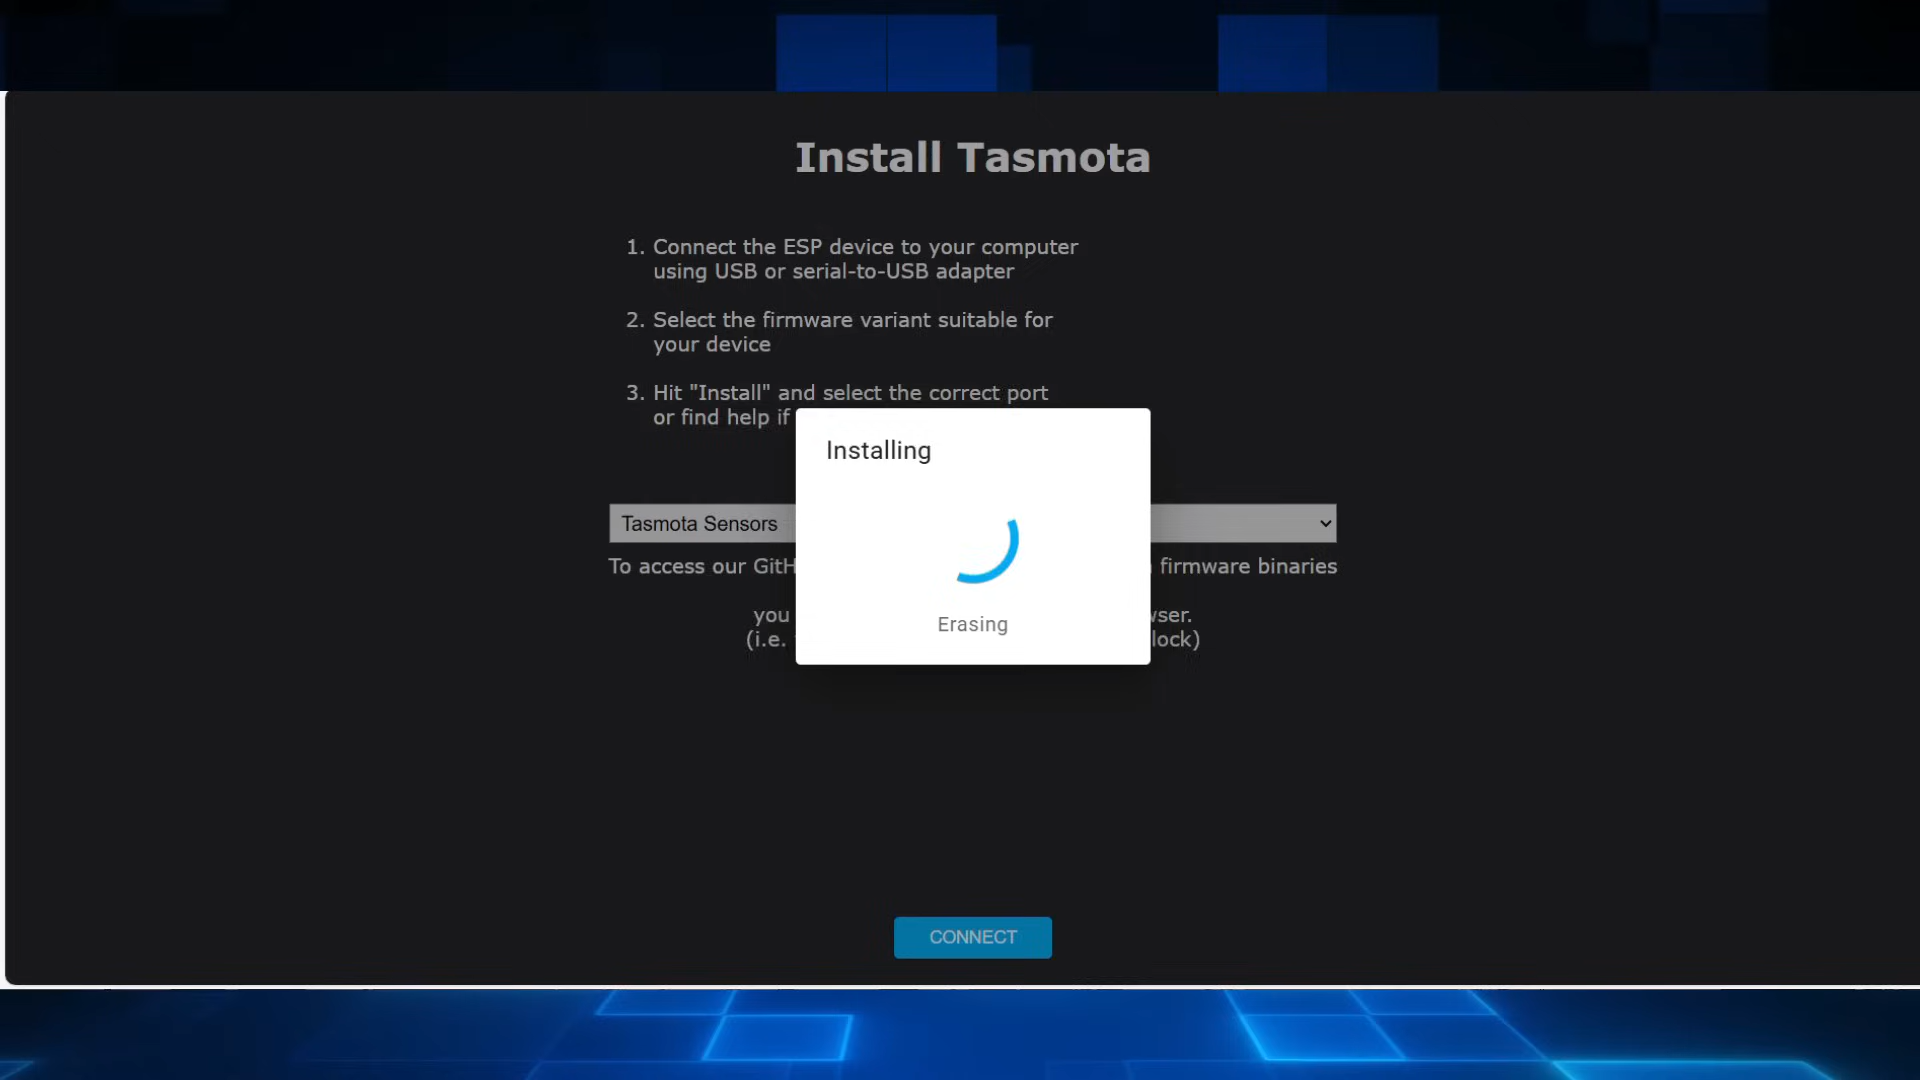 Install Tasmota
1. Connect the ESP device to your computer
using USB or serial-to-USB adapter
2. Select the firmware variant suitable for
your device
3. Hit "Install" and select the correct port
or find help if
Installing
Tasmota Sensors
To access our GitH firmware binaries
you wser.
(i.e. lock)
Erasing
CONNECT